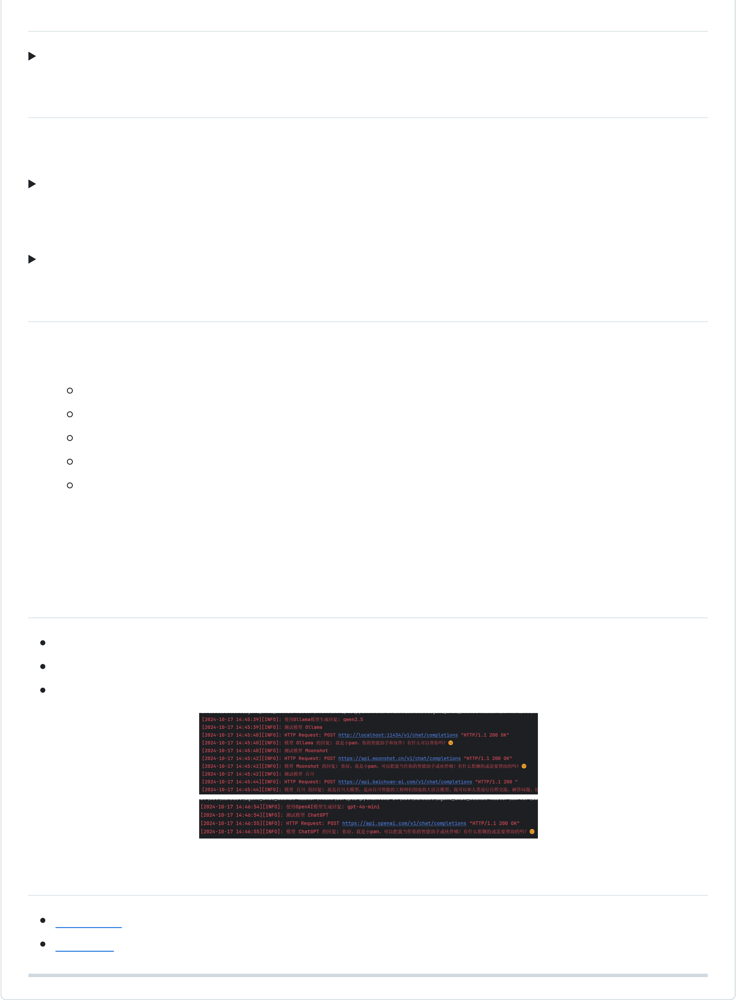 [2024-10-17 14:45:39][INFO]: 使用Ollama模型生成回复: qwen2.5
[2024-10-17 14:45:39][INFO]: 测试模型 Ollama
[2024-10-17 14:45:40][INFO]: HTTP Request: POST http://localhost:11434/v1/chat/completions "HTTP/1.1 200 OK"
[2024-10-17 14:45:40][INFO]: 模型 Ollama 的回复: 我是小pan，你的智能助手和伙伴！有什么可以帮你吗？😊
[2024-10-17 14:45:40][INFO]: 测试模型 Moonshot
[2024-10-17 14:45:42][INFO]: HTTP Request: POST https://api.moonshot.cn/v1/chat/completions "HTTP/1.1 200 OK"
[2024-10-17 14:45:42][INFO]: 模型 Moonshot 的回复: 你好，我是小pan，可以把我当作你的智能助手或伙伴哦！有什么想聊的或需要帮助的吗？😊
[2024-10-17 14:45:42][INFO]: 测试模型 百川
[2024-10-17 14:45:44][INFO]: HTTP Request: POST https://api.baichuan-ai.com/v1/chat/completions "HTTP/1.1 200 "
[2024-10-17 14:45:44][INFO]: 模型 百川 的回复: 我是百川大模型，是由百川智能的工程师们创造的大语言模型，我可以和人类进行自然交流、解答问题、
[2024-10-17 14:46:54][INFO]: 使用OpenAI模型生成回复: gpt-4o-mini
[2024-10-17 14:46:54][INFO]: 测试模型 ChatGPT
[2024-10-17 14:46:55][INFO]: HTTP Request: POST https://api.openai.com/v1/chat/completions "HTTP/1.1 200 OK"
[2024-10-17 14:46:55][INFO]: 模型 ChatGPT 的回复: 你好，我是小pan，可以把我当作你的智能助手或伙伴哦！有什么想聊的或需要帮助的吗？😊